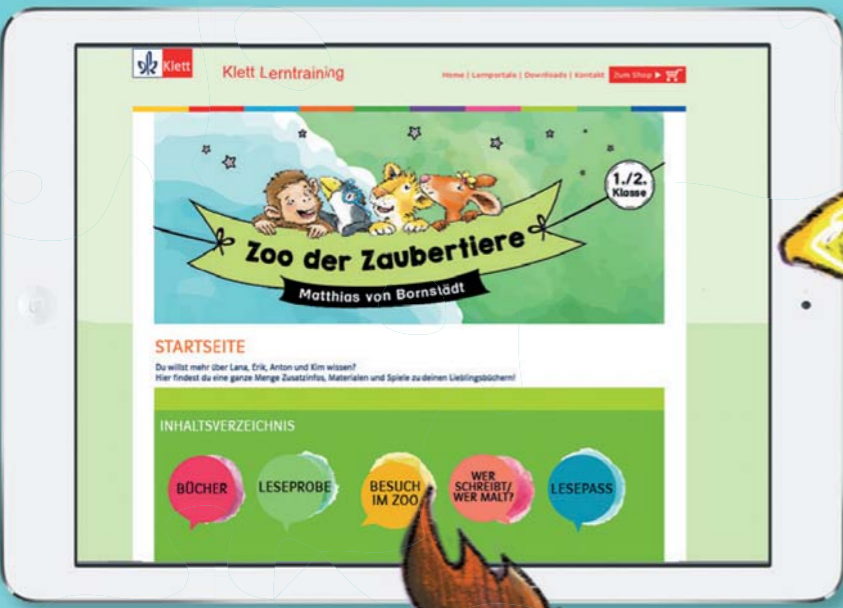 Klett
Klett Lerntraining
Home | Lernportale | Downloads | Kontakt
Zum Shop
1./2.
Klasse
Zoo der Zaubertiere
Matthias von Bornstädt
STARTSEITE
Du willst mehr über Lana, Erik, Anton und Kim wissen?
Hier findest du eine ganze Menge Zusatzinfos, Materialen und Spiele zu deinen Lieblingsbüchern!
INHALTSVERZEICHNIS
BÜCHER
LESEPROBE
BESUCH
IM ZOO
WER
SCHREIBT/
WER MALT?
LESEPASS